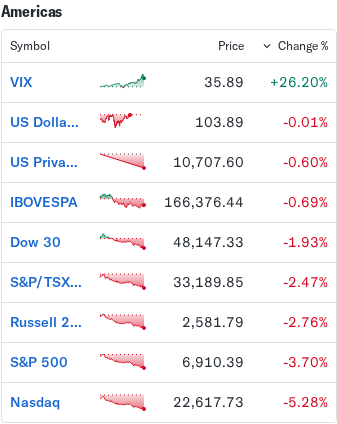 Americas
Symbol Price Change %
VIX 35.89 +26.20%
US Dolla... 103.89 -0.01%
US Priva... 10,707.60 -0.60%
IBOVESPA 166,376.44 -0.69%
Dow 30 48,147.33 -1.93%
S&P/TSX... 33,189.85 -2.47%
Russell 2... 2,581.79 -2.76%
S&P 500 6,910.39 -3.70%
Nasdaq 22,617.73 -5.28%